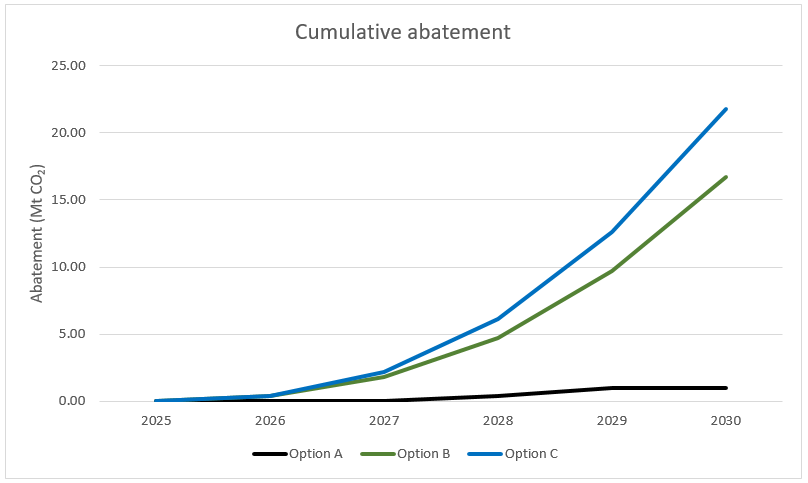 Cumulative abatement
25.00
20.00
15.00
10.00
5.00
0.00
Abatement (Mt CO₂)
2025 2026 2027 2028 2029 2030
Option A Option B Option C